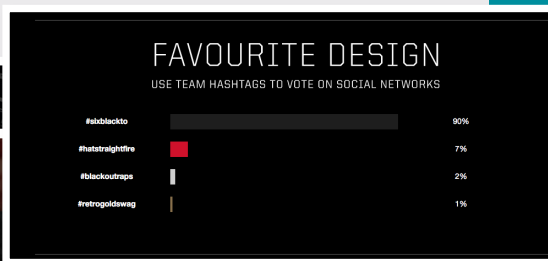 FAVOURITE DESIGN
USE TEAM HASHTAGS TO VOTE ON SOCIAL NETWORKS
#sixblackto 90%
#hatstraightfire 7%
#blackoutraps 2%
#retrogoldswag 1%